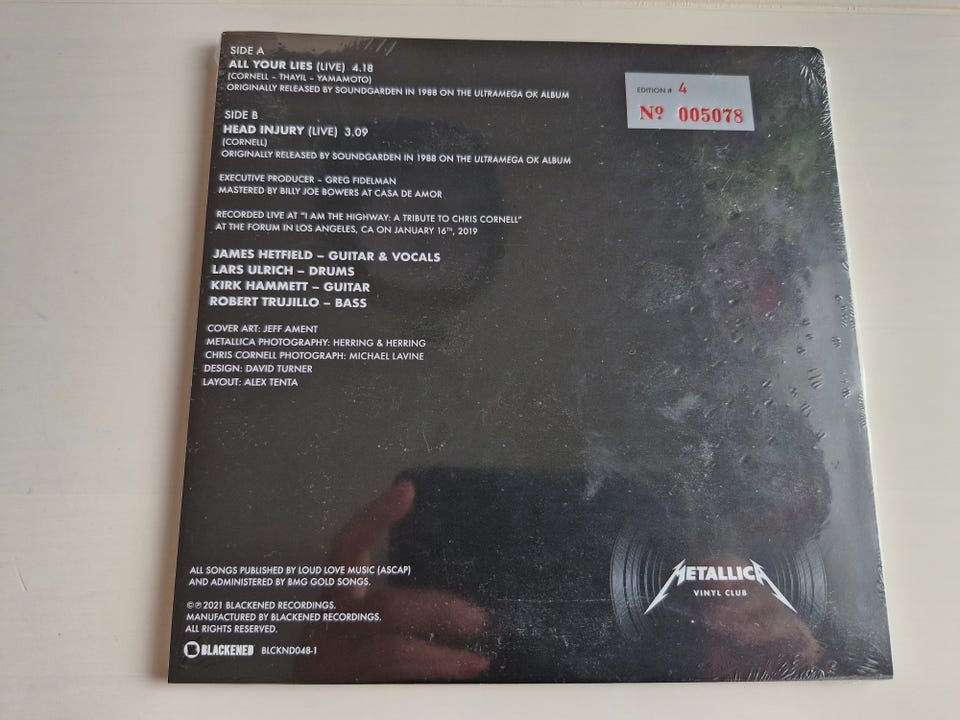 SIDE A
ALL YOUR LIES (LIVE) 4.18
(CORNELL – THAYIL – YAMAMOTO)
ORIGINALLY RELEASED BY SOUNDGARDEN IN 1988 ON THE ULTRAMEGA OK ALBUM
EDITION # 4
Nº 005078
SIDE B
HEAD INJURY (LIVE) 3.09
(CORNELL)
ORIGINALLY RELEASED BY SOUNDGARDEN IN 1988 ON THE ULTRAMEGA OK ALBUM
EXECUTIVE PRODUCER – GREG FIDELMAN
MASTERED BY BILLY JOE BOWERS AT CASA DE AMOR
RECORDED LIVE AT "I AM THE HIGHWAY: A TRIBUTE TO CHRIS CORNELL"
AT THE FORUM IN LOS ANGELES, CA ON JANUARY 16TH, 2019
JAMES HETFIELD – GUITAR & VOCALS
LARS ULRICH – DRUMS
KIRK HAMMETT – GUITAR
ROBERT TRUJILLO – BASS
COVER ART: JEFF AMENT
METALLICA PHOTOGRAPHY: HERRING & HERRING
CHRIS CORNELL PHOTOGRAPH: MICHAEL LAVINE
DESIGN: DAVID TURNER
LAYOUT: ALEX TENTA
ALL SONGS PUBLISHED BY LOUD LOVE MUSIC (ASCAP)
AND ADMINISTERED BY BMG GOLD SONGS.
©℗ 2021 BLACKENED RECORDINGS.
MANUFACTURED BY BLACKENED RECORDINGS.
ALL RIGHTS RESERVED.
BLACKENED BLCKND048-1
METALLICA
VINYL CLUB